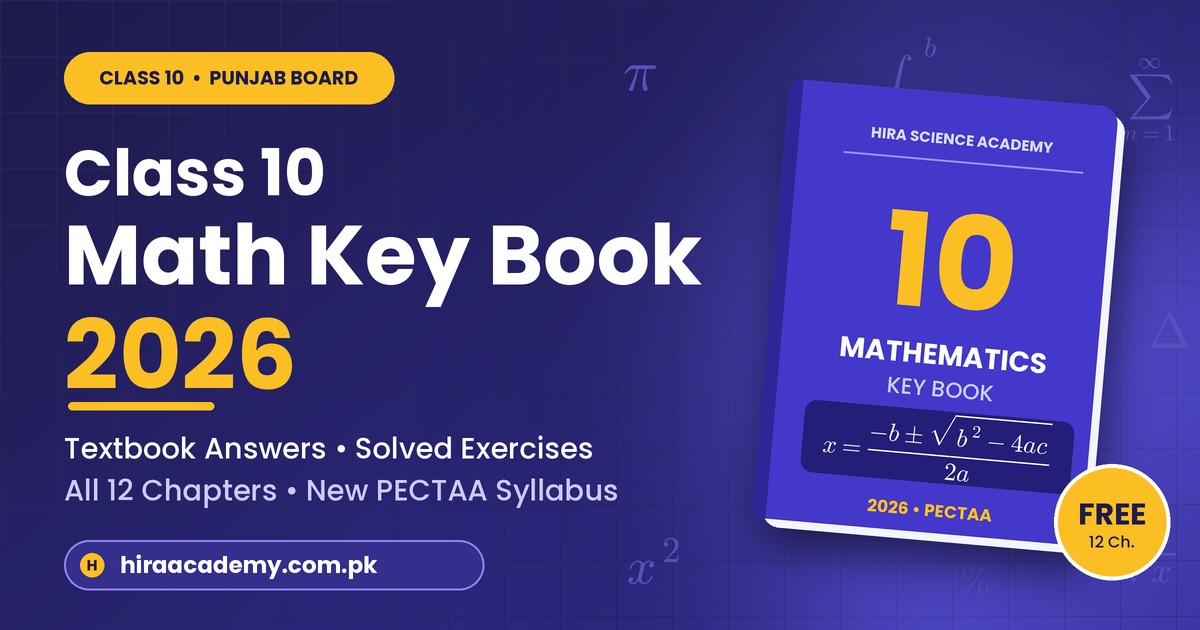 CLASS 10 • PUNJAB BOARD
Class 10
Math Key Book
2026
Textbook Answers • Solved Exercises
All 12 Chapters • New PECTAA Syllabus
H hiraacademy.com.pk
π
x²
∫ b
∞
∑
n = 1
Δ
%
√x
HIRA SCIENCE ACADEMY
10
MATHEMATICS
KEY BOOK
x = (-b ± √(b² − 4ac)) / 2a
2026 • PECTAA
FREE
12 Ch.